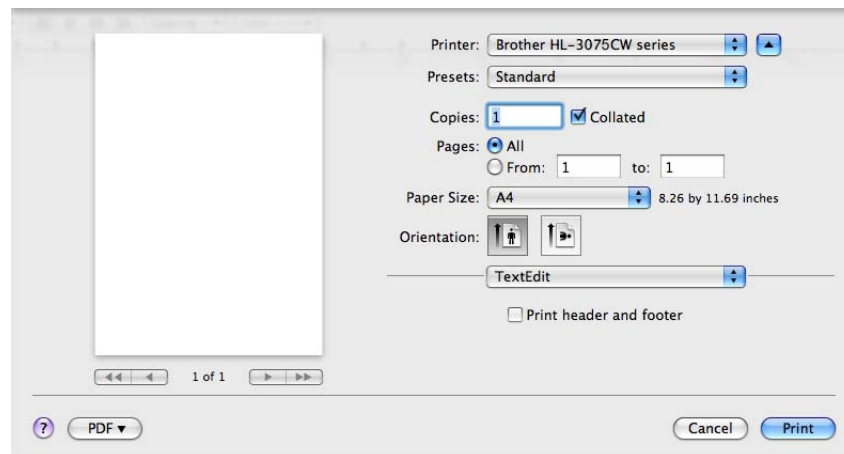 Printer: Brother HL-3075CW series
Presets: Standard
Copies: 1 Collated
Pages: All
From: 1 to: 1
Paper Size: A4 8.26 by 11.69 inches
Orientation:
TextEdit
Print header and footer
1 of 1
? PDF▼ Cancel Print